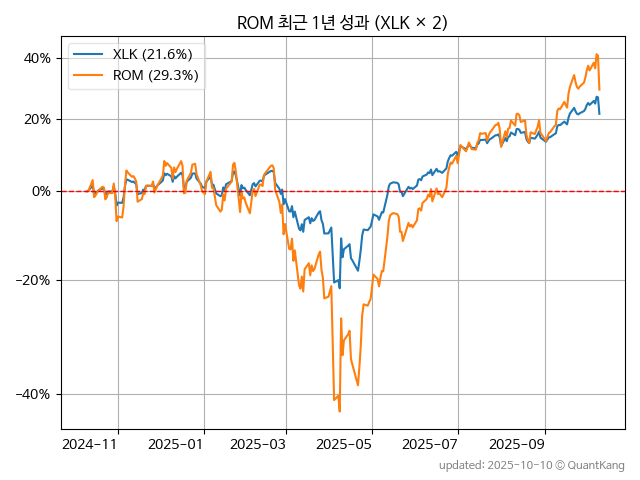 ROM 최근 1년 성과 (XLK × 2)
XLK (21.6%)
ROM (29.3%)
40%
20%
0%
−20%
−40%
2024-11
2025-01
2025-03
2025-05
2025-07
2025-09
updated: 2025-10-10 © QuantKang